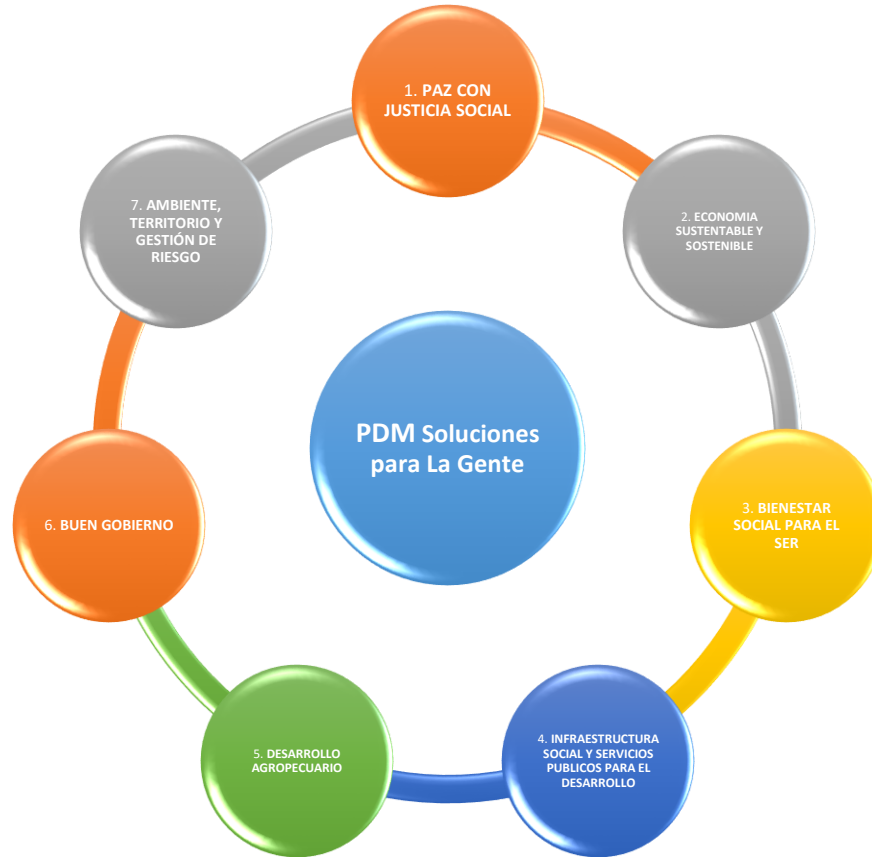 1. PAZ CON
JUSTICIA SOCIAL
2. ECONOMIA
SUSTENTABLE Y
SOSTENIBLE
3. BIENESTAR
SOCIAL PARA EL
SER
4. INFRAESTRUCTURA
SOCIAL Y SERVICIOS
PUBLICOS PARA EL
DESARROLLO
5. DESARROLLO
AGROPECUARIO
6. BUEN GOBIERNO
7. AMBIENTE,
TERRITORIO Y
GESTIÓN DE
RIESGO
PDM Soluciones
para La Gente